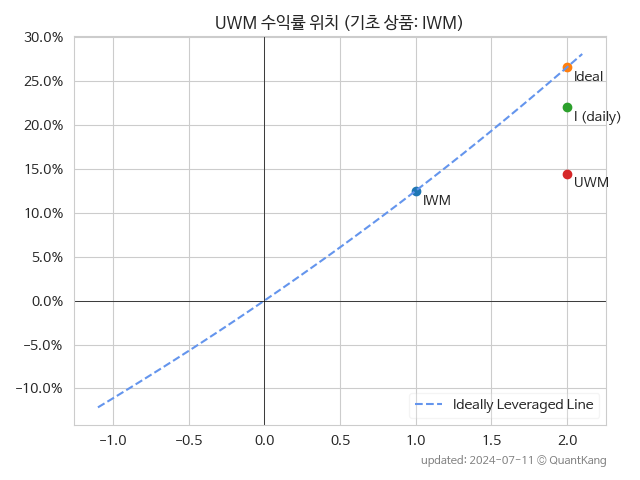 UWM 수익률 위치 (기초 상품: IWM)
30.0%
25.0%
20.0%
15.0%
10.0%
5.0%
0.0%
−5.0%
−10.0%
Ideal
I (daily)
UWM
IWM
Ideally Leveraged Line
−1.0 −0.5 0.0 0.5 1.0 1.5 2.0
updated: 2024-07-11 © QuantKang